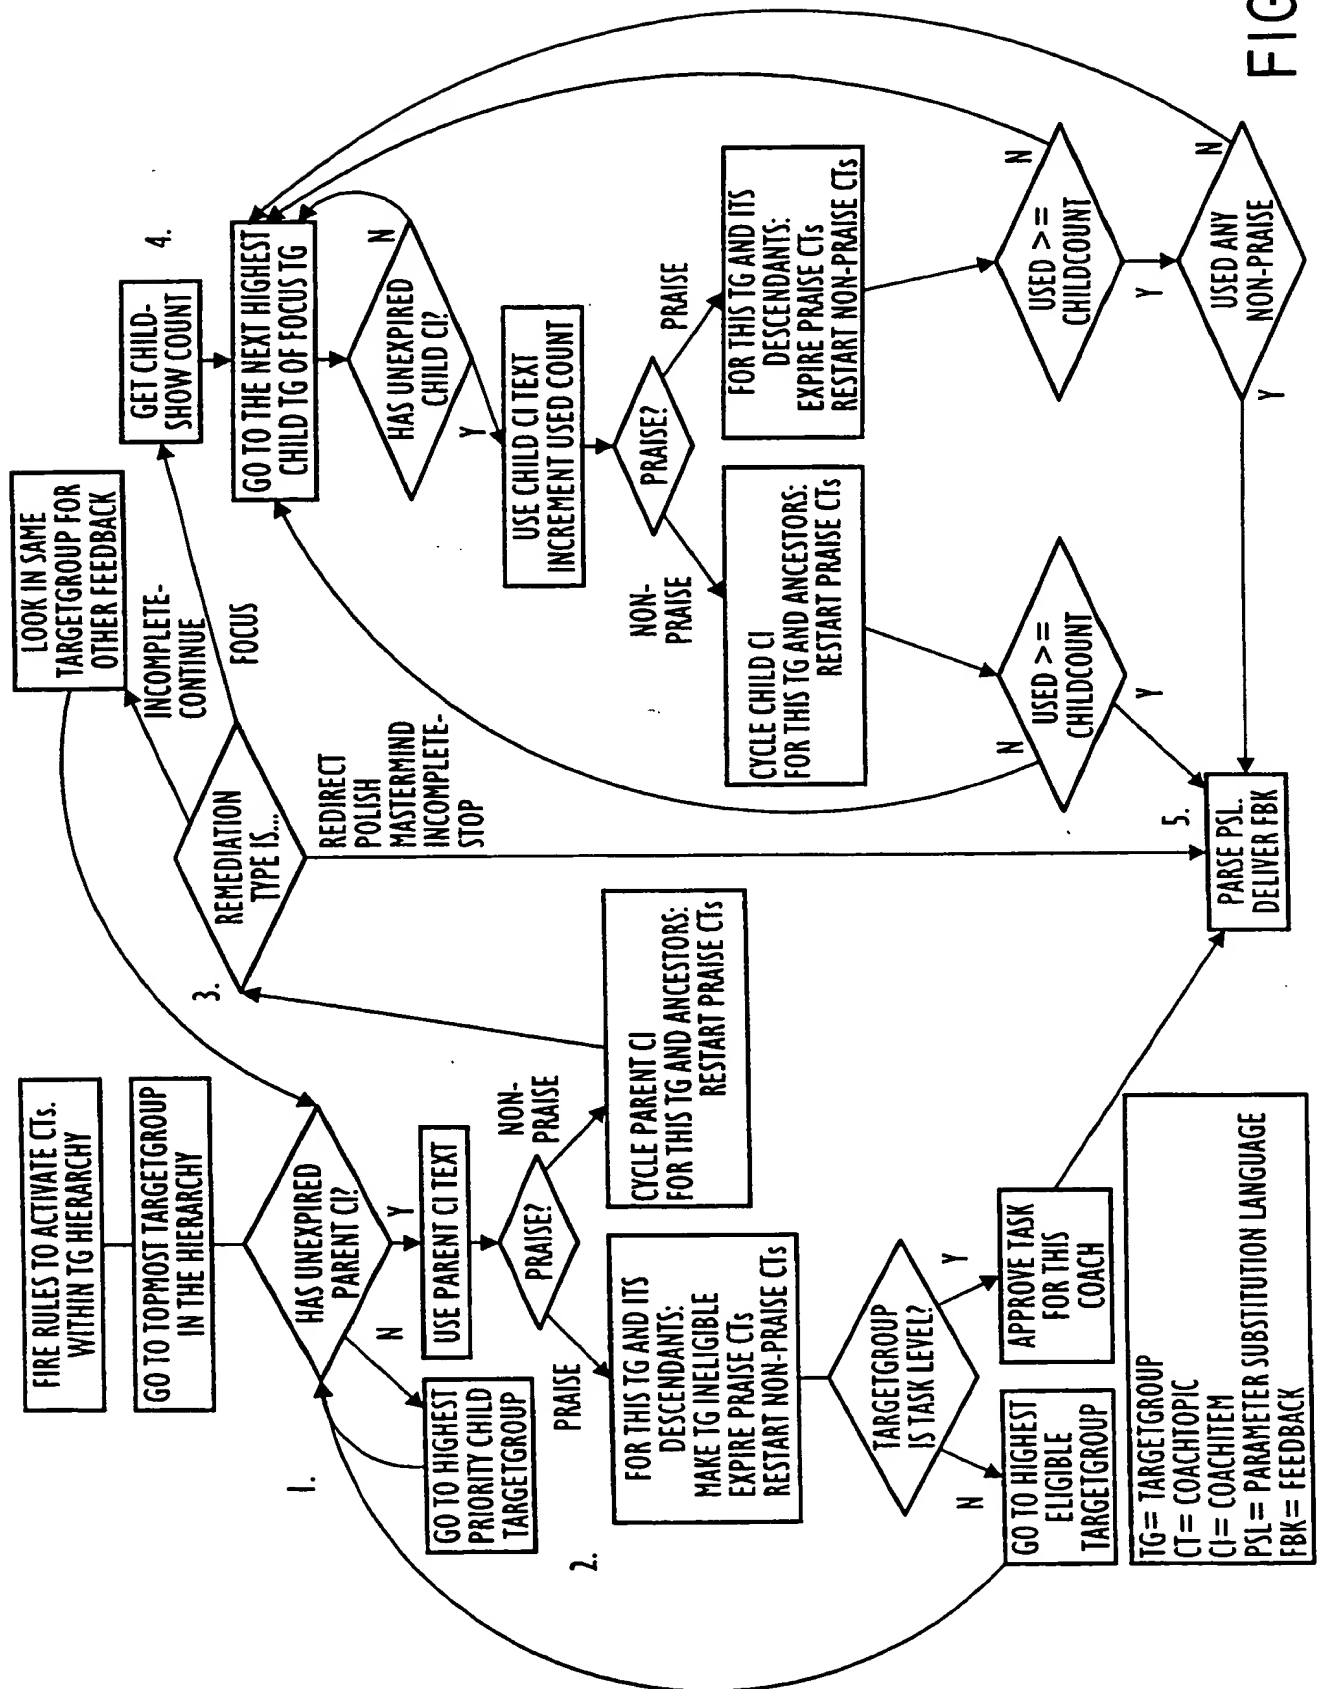 FIRE RULES TO ACTIVATE CTs.
WITHIN TG HIERARCHY
GO TO TOPMOST TARGETGROUP
IN THE HIERARCHY
1.
HAS UNEXPIRED
PARENT CI?
N
Y
GO TO HIGHEST
PRIORITY CHILD
TARGETGROUP
USE PARENT CI TEXT
PRAISE?
PRAISE
NON-
PRAISE
2.
FOR THIS TG AND ITS
DESCENDANTS:
MAKE TG INELIGIBLE
EXPIRE PRAISE CTs
RESTART NON-PRAISE CTs
CYCLE PARENT CI
FOR THIS TG AND ANCESTORS:
RESTART PRAISE CTs
TARGETGROUP
IS TASK LEVEL?
N
Y
GO TO HIGHEST
ELIGIBLE
TARGETGROUP
APPROVE TASK
FOR THIS
COACH
TG= TARGETGROUP
CT= COACHTOPIC
CI= COACHITEM
PSL= PARAMETER SUBSTITUTION LANGUAGE
FBK= FEEDBACK
3.
REMEDIATION
TYPE IS...
LOOK IN SAME
TARGETGROUP FOR
OTHER FEEDBACK
INCOMPLETE-
CONTINUE
FOCUS
REDIRECT
POLISH
MASTERMIND
INCOMPLETE-
STOP
4.
GET CHILD-
SHOW COUNT
GO TO THE NEXT HIGHEST
CHILD TG OF FOCUS TG
HAS UNEXPIRED
CHILD CI?
N
Y
USE CHILD CI TEXT
INCREMENT USED COUNT
PRAISE?
NON-
PRAISE
PRAISE
CYCLE CHILD CI
FOR THIS TG AND ANCESTORS:
RESTART PRAISE CTs
FOR THIS TG AND ITS
DESCENDANTS:
EXPIRE PRAISE CTs
RESTART NON-PRAISE CTs
USED >=
CHILDCOUNT
N
Y
USED >=
CHILDCOUNT
N
Y
USED ANY
NON-PRAISE
N
Y
5.
PARSE PSL.
DELIVER FBK